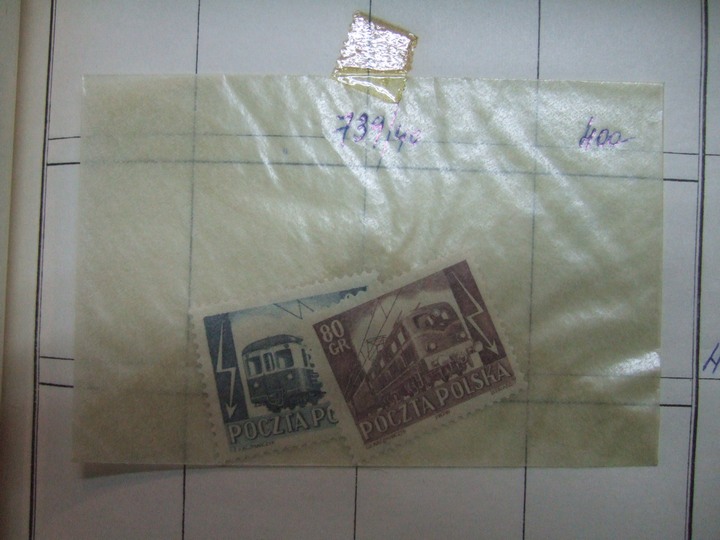 739/40
400-
80
GR
POCZTA POLSKA
POCZTA PO